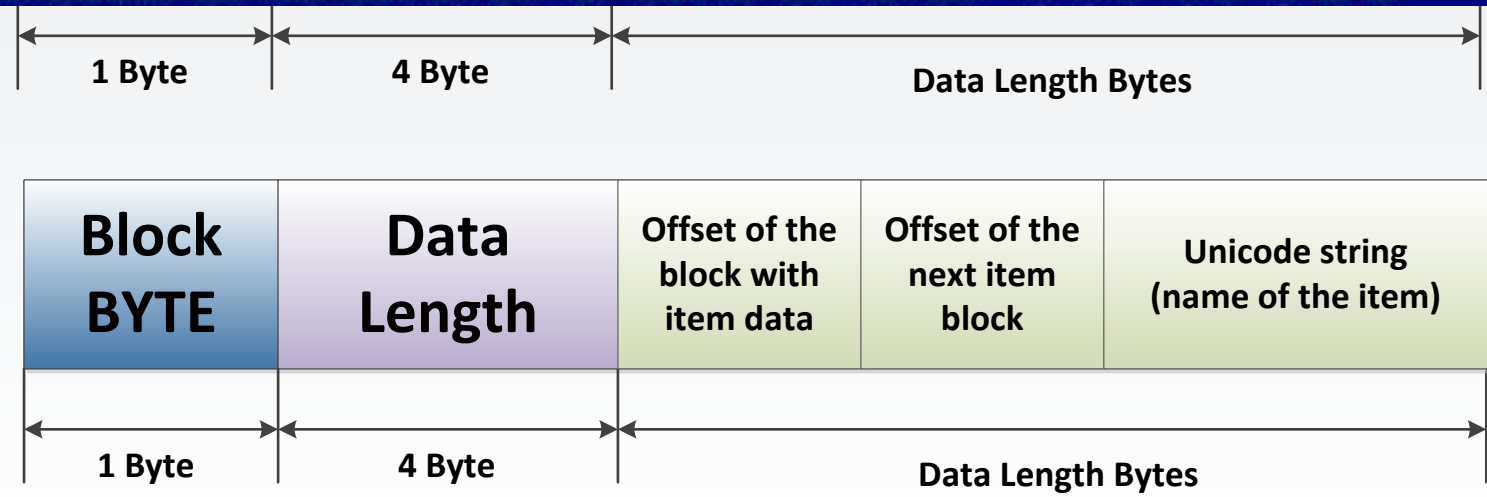 1 Byte
4 Byte
Data Length Bytes
Block
BYTE
Data
Length
Offset of the
block with
item data
Offset of the
next item
block
Unicode string
(name of the item)
1 Byte
4 Byte
Data Length Bytes